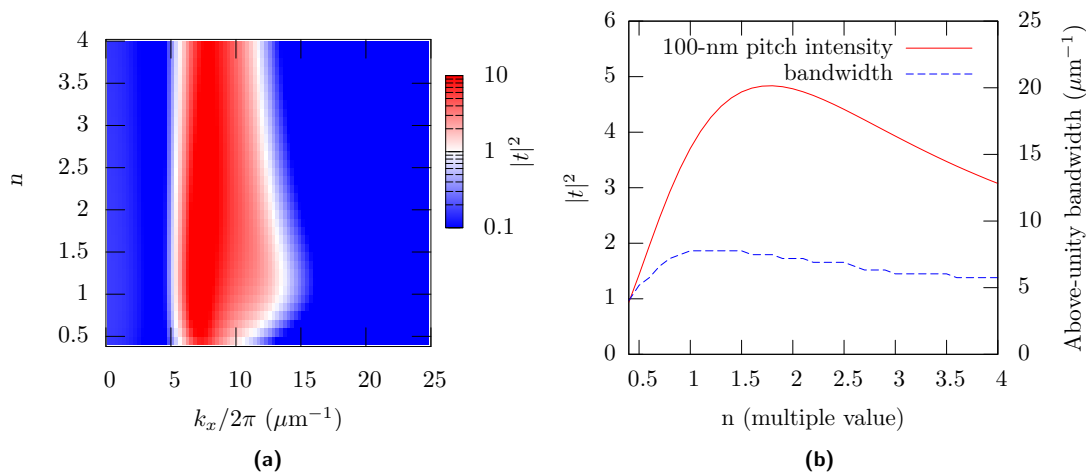 4
3.5
3
2.5
2
1.5
1
0.5
n
0 5 10 15 20 25
k_x/2π (μm⁻¹)
10
1
0.1
|t|²
(a)
6
5
4
3
2
1
0
|t|²
100-nm pitch intensity
bandwidth
25
20
15
10
5
0
Above-unity bandwidth (μm⁻¹)
0.5 1 1.5 2 2.5 3 3.5 4
n (multiple value)
(b)